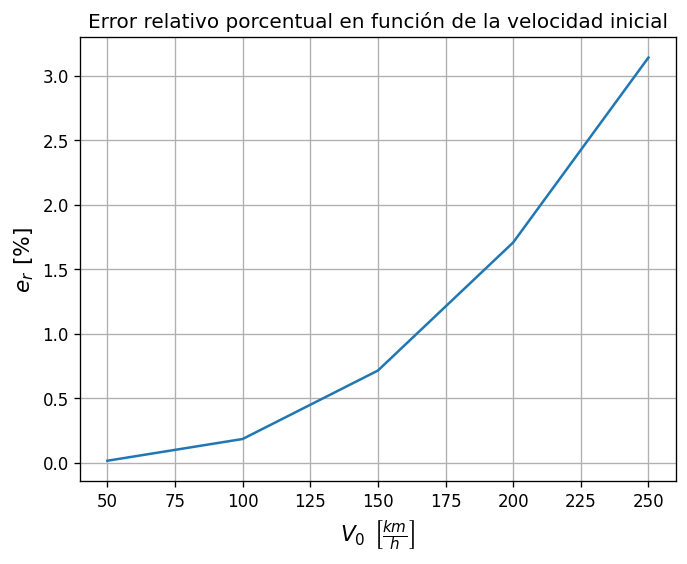 Error relativo porcentual en función de la velocidad inicial
3.0
2.5
2.0
1.5
1.0
0.5
0.0
e_r [%]
50 75 100 125 150 175 200 225 250
V_0 [km/h]